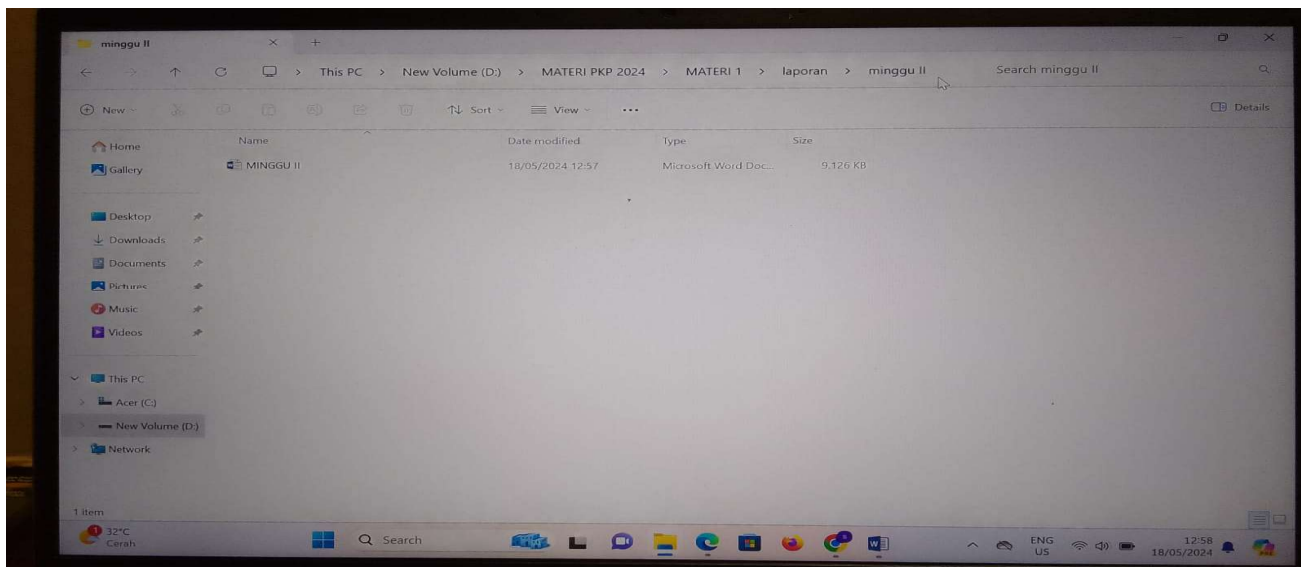 minggu II
This PC > New Volume (D:) > MATERI PKP 2024 > MATERI 1 > laporan > minggu II Search minggu II
New Sort View ... Details
Name Date modified Type Size
MINGGU II 18/05/2024 12:57 Microsoft Word Doc... 9.126 KB
Home
Gallery
Desktop
Downloads
Documents
Pictures
Music
Videos
This PC
Acer (C:)
New Volume (D:)
Network
1 item
1 32°C
Cerah
Search
ENG
US
12:58
18/05/2024